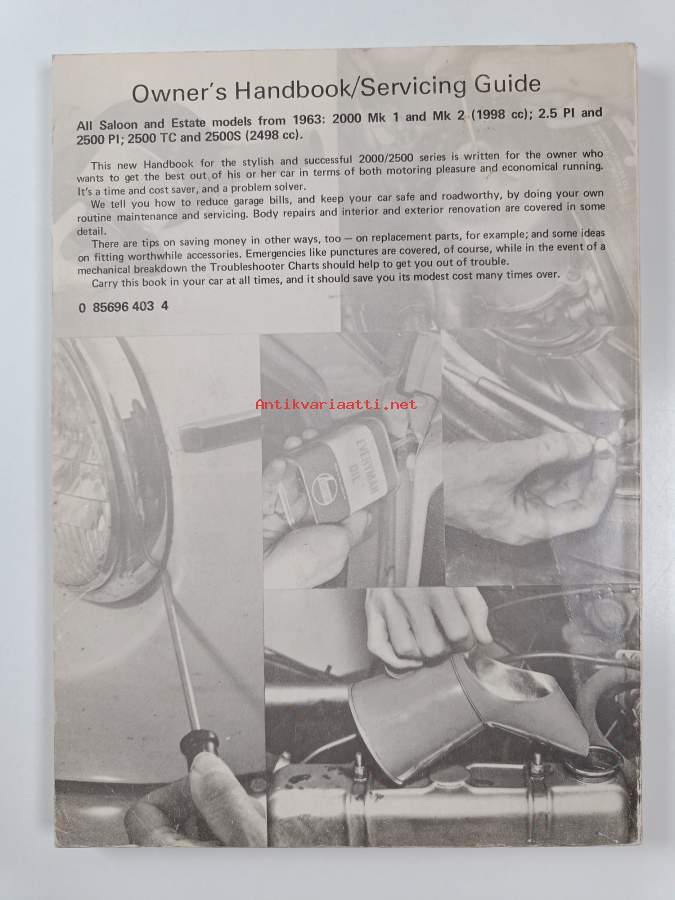 Owner's Handbook/Servicing Guide
All Saloon and Estate models from 1963: 2000 Mk 1 and Mk 2 (1998 cc); 2.5 PI and
2500 PI; 2500 TC and 2500S (2498 cc).
This new Handbook for the stylish and successful 2000/2500 series is written for the owner who
wants to get the best out of his or her car in terms of both motoring pleasure and economical running.
It's a time and cost saver, and a problem solver.
We tell you how to reduce garage bills, and keep your car safe and roadworthy, by doing your own
routine maintenance and servicing. Body repairs and interior and exterior renovation are covered in some
detail.
There are tips on saving money in other ways, too — on replacement parts, for example; and some ideas
on fitting worthwhile accessories. Emergencies like punctures are covered, of course, while in the event of a
mechanical breakdown the Troubleshooter Charts should help to get you out of trouble.
Carry this book in your car at all times, and it should save you its modest cost many times over.
0 85696 403 4
Antikvariaatti.net
EVERYMAN
OIL